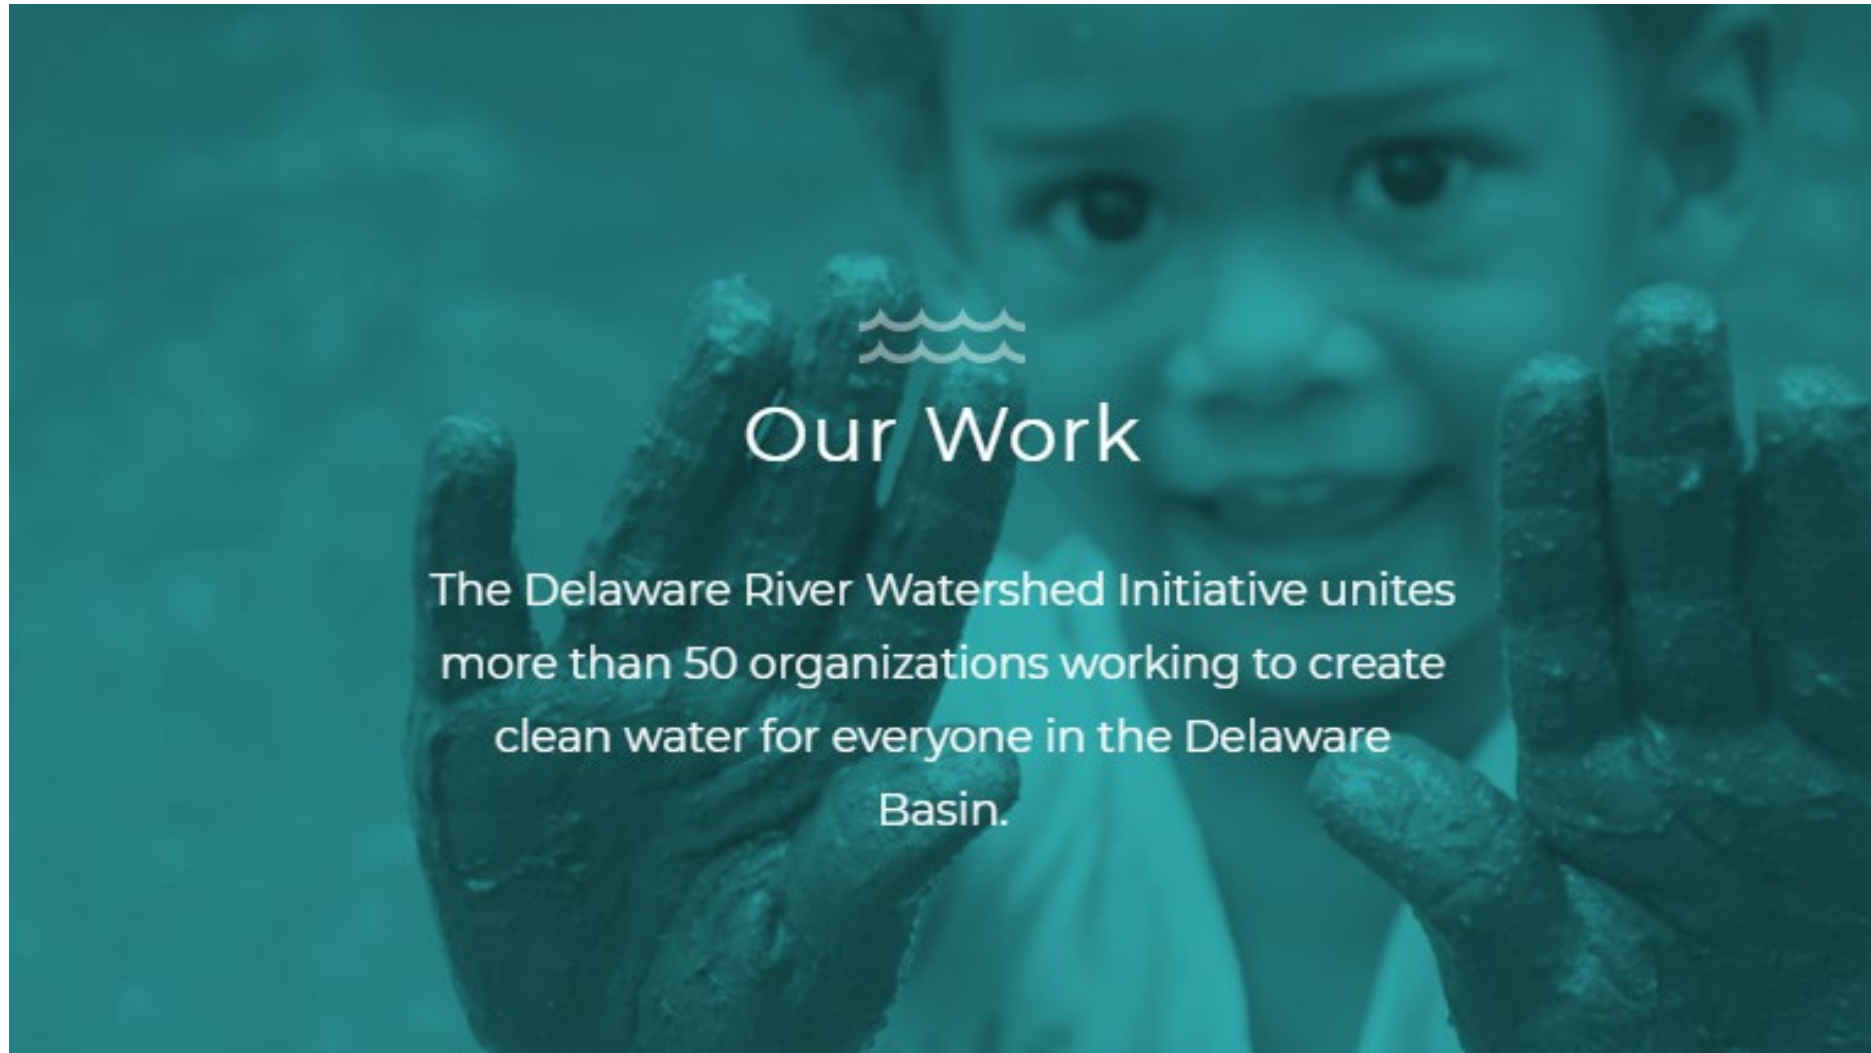 Our Work
The Delaware River Watershed Initiative unites
more than 50 organizations working to create
clean water for everyone in the Delaware
Basin.